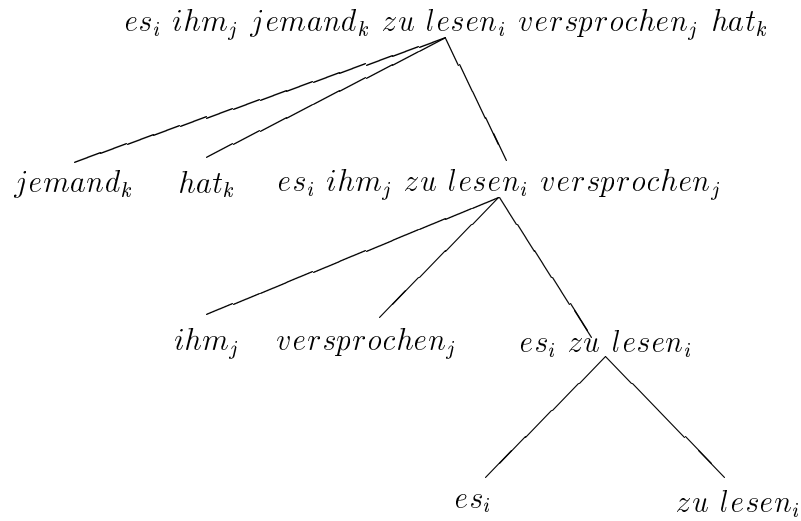 es_i ihm_j jemand_k zu lesen_i versprochen_j hat_k
jemand_k hat_k es_i ihm_j zu lesen_i versprochen_j
ihm_j versprochen_j es_i zu lesen_i
es_i zu lesen_i